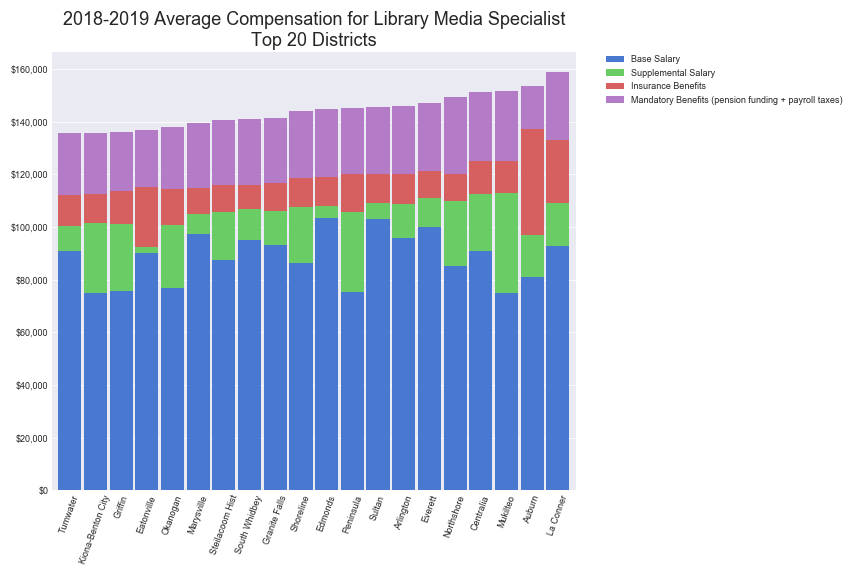 2018-2019 Average Compensation for Library Media Specialist
Top 20 Districts
Base Salary
Supplemental Salary
Insurance Benefits
Mandatory Benefits (pension funding + payroll taxes)
$160,000
$140,000
$120,000
$100,000
$80,000
$60,000
$40,000
$20,000
$0
Tumwater
Kiona-Benton City
Griffin
Eatonville
Okanogan
Marysville
Steilacoom Hist
South Whidbey
Granite Falls
Shoreline
Edmonds
Peninsula
Sultan
Arlington
Everett
Northshore
Centralia
Mukilteo
Auburn
La Conner